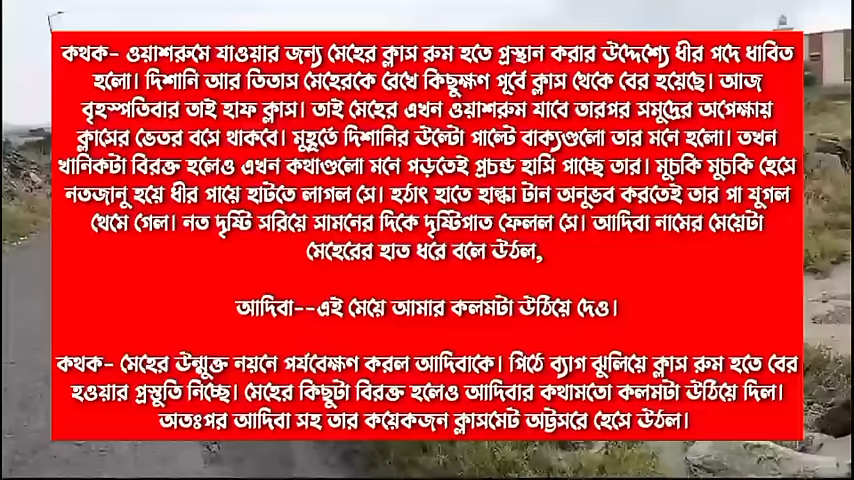 কথক- ওয়াশরুমে যাওয়ার জন্য মেহের ক্লাস রুম হতে প্রস্থান করার উদ্দেশ্যে ধীর পদে ধাবিত
হলো। দিশানি আর তিতাস মেহেরকে রেখে কিছুক্ষণ পূর্বে ক্লাস থেকে বের হয়েছে। আজ
বৃহস্পতিবার তাই হাফ ক্লাস। তাই মেহের এখন ওয়াশরুম যাবে তারপর সমুদ্রের অপেক্ষায়
ক্লাসের ভেতর বসে থাকবে। মুহূর্তে দিশানির উল্টো পাল্টে বাক্যগুলো তার মনে হলো। তখন
খানিকটা বিরক্ত হলেও এখন কথাগুলো মনে পড়তেই প্রচন্ড হাসি পাচ্ছে তার। মুচকি মুচকি হেসে
নতজানু হয়ে ধীর পায়ে হাটতে লাগল সে। হঠাৎ হাতে হাল্কা টান অনুভব করতেই তার পা যুগল
থেমে গেল। নত দৃষ্টি সরিয়ে সামনের দিকে দৃষ্টিপাত ফেলল সে। আদিবা নামের মেয়েটা
মেহেরের হাত ধরে বলে উঠল,
আদিবা--এই মেয়ে আমার কলমটা উঠিয়ে দেও।
কথক- মেহের উন্মুক্ত নয়নে পর্যবেক্ষণ করল আদিবাকে। পিঠে ব্যাগ ঝুলিয়ে ক্লাস রুম হতে বের
হওয়ার প্রস্তুতি নিচ্ছে। মেহের কিছুটা বিরক্ত হলেও আদিবার কথামতো কলমটা উঠিয়ে দিল।
অতঃপর আদিবা সহ তার কয়েকজন ক্লাসমেট অট্টসরে হেসে উঠল।